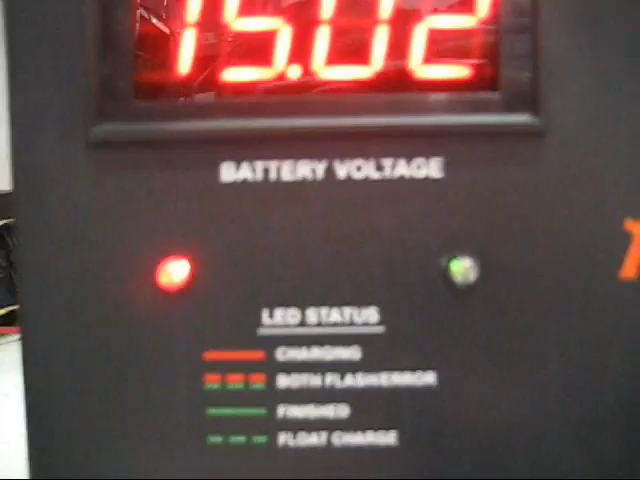 15.02
BATTERY VOLTAGE
LED STATUS
CHARGING
BOTH FLASH/ERROR
FINISHED
FLOAT CHARGE